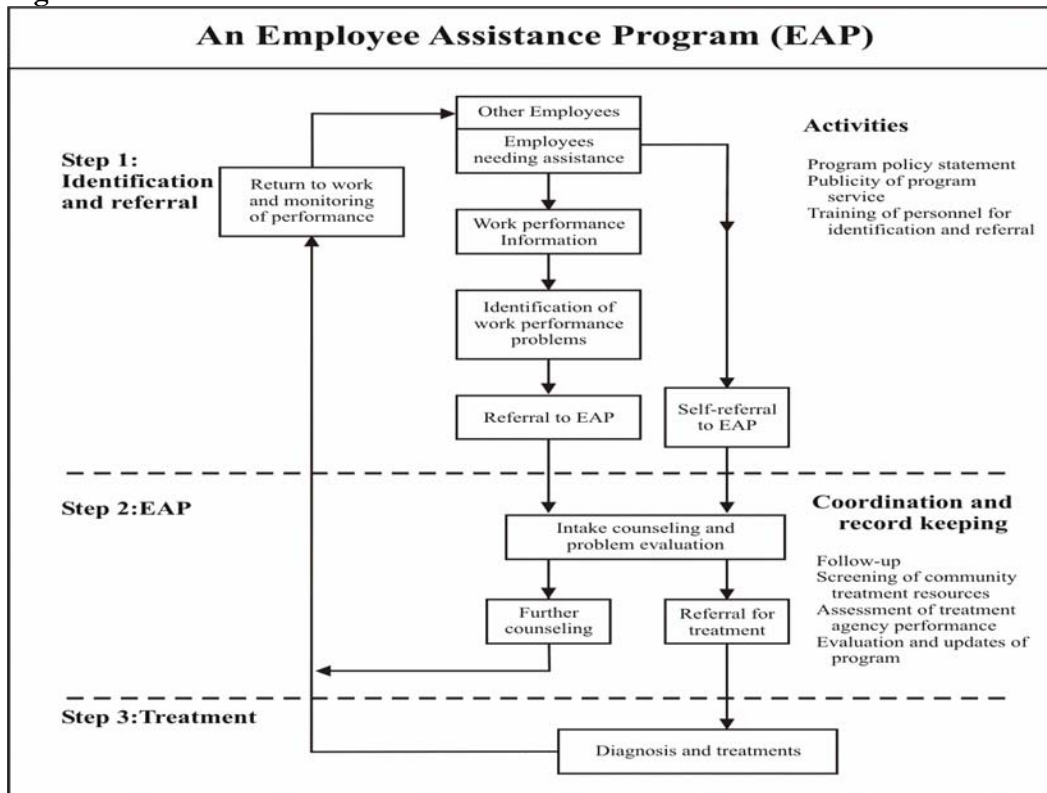 An Employee Assistance Program (EAP)
Step 1:
Identification
and referral
Return to work
and monitoring
of performance
Other Employees
Employees
needing assistance
Work performance
Information
Identification of
work performance
problems
Referral to EAP
Self-referral
to EAP
Activities
Program policy statement
Publicity of program
service
Training of personnel for
identification and referral
Step 2:EAP
Intake counseling and
problem evaluation
Further
counseling
Referral for
treatment
Coordination and
record keeping
Follow-up
Screening of community
treatment resources
Assessment of treatment
agency performance
Evaluation and updates of
program
Step 3:Treatment
Diagnosis and treatments